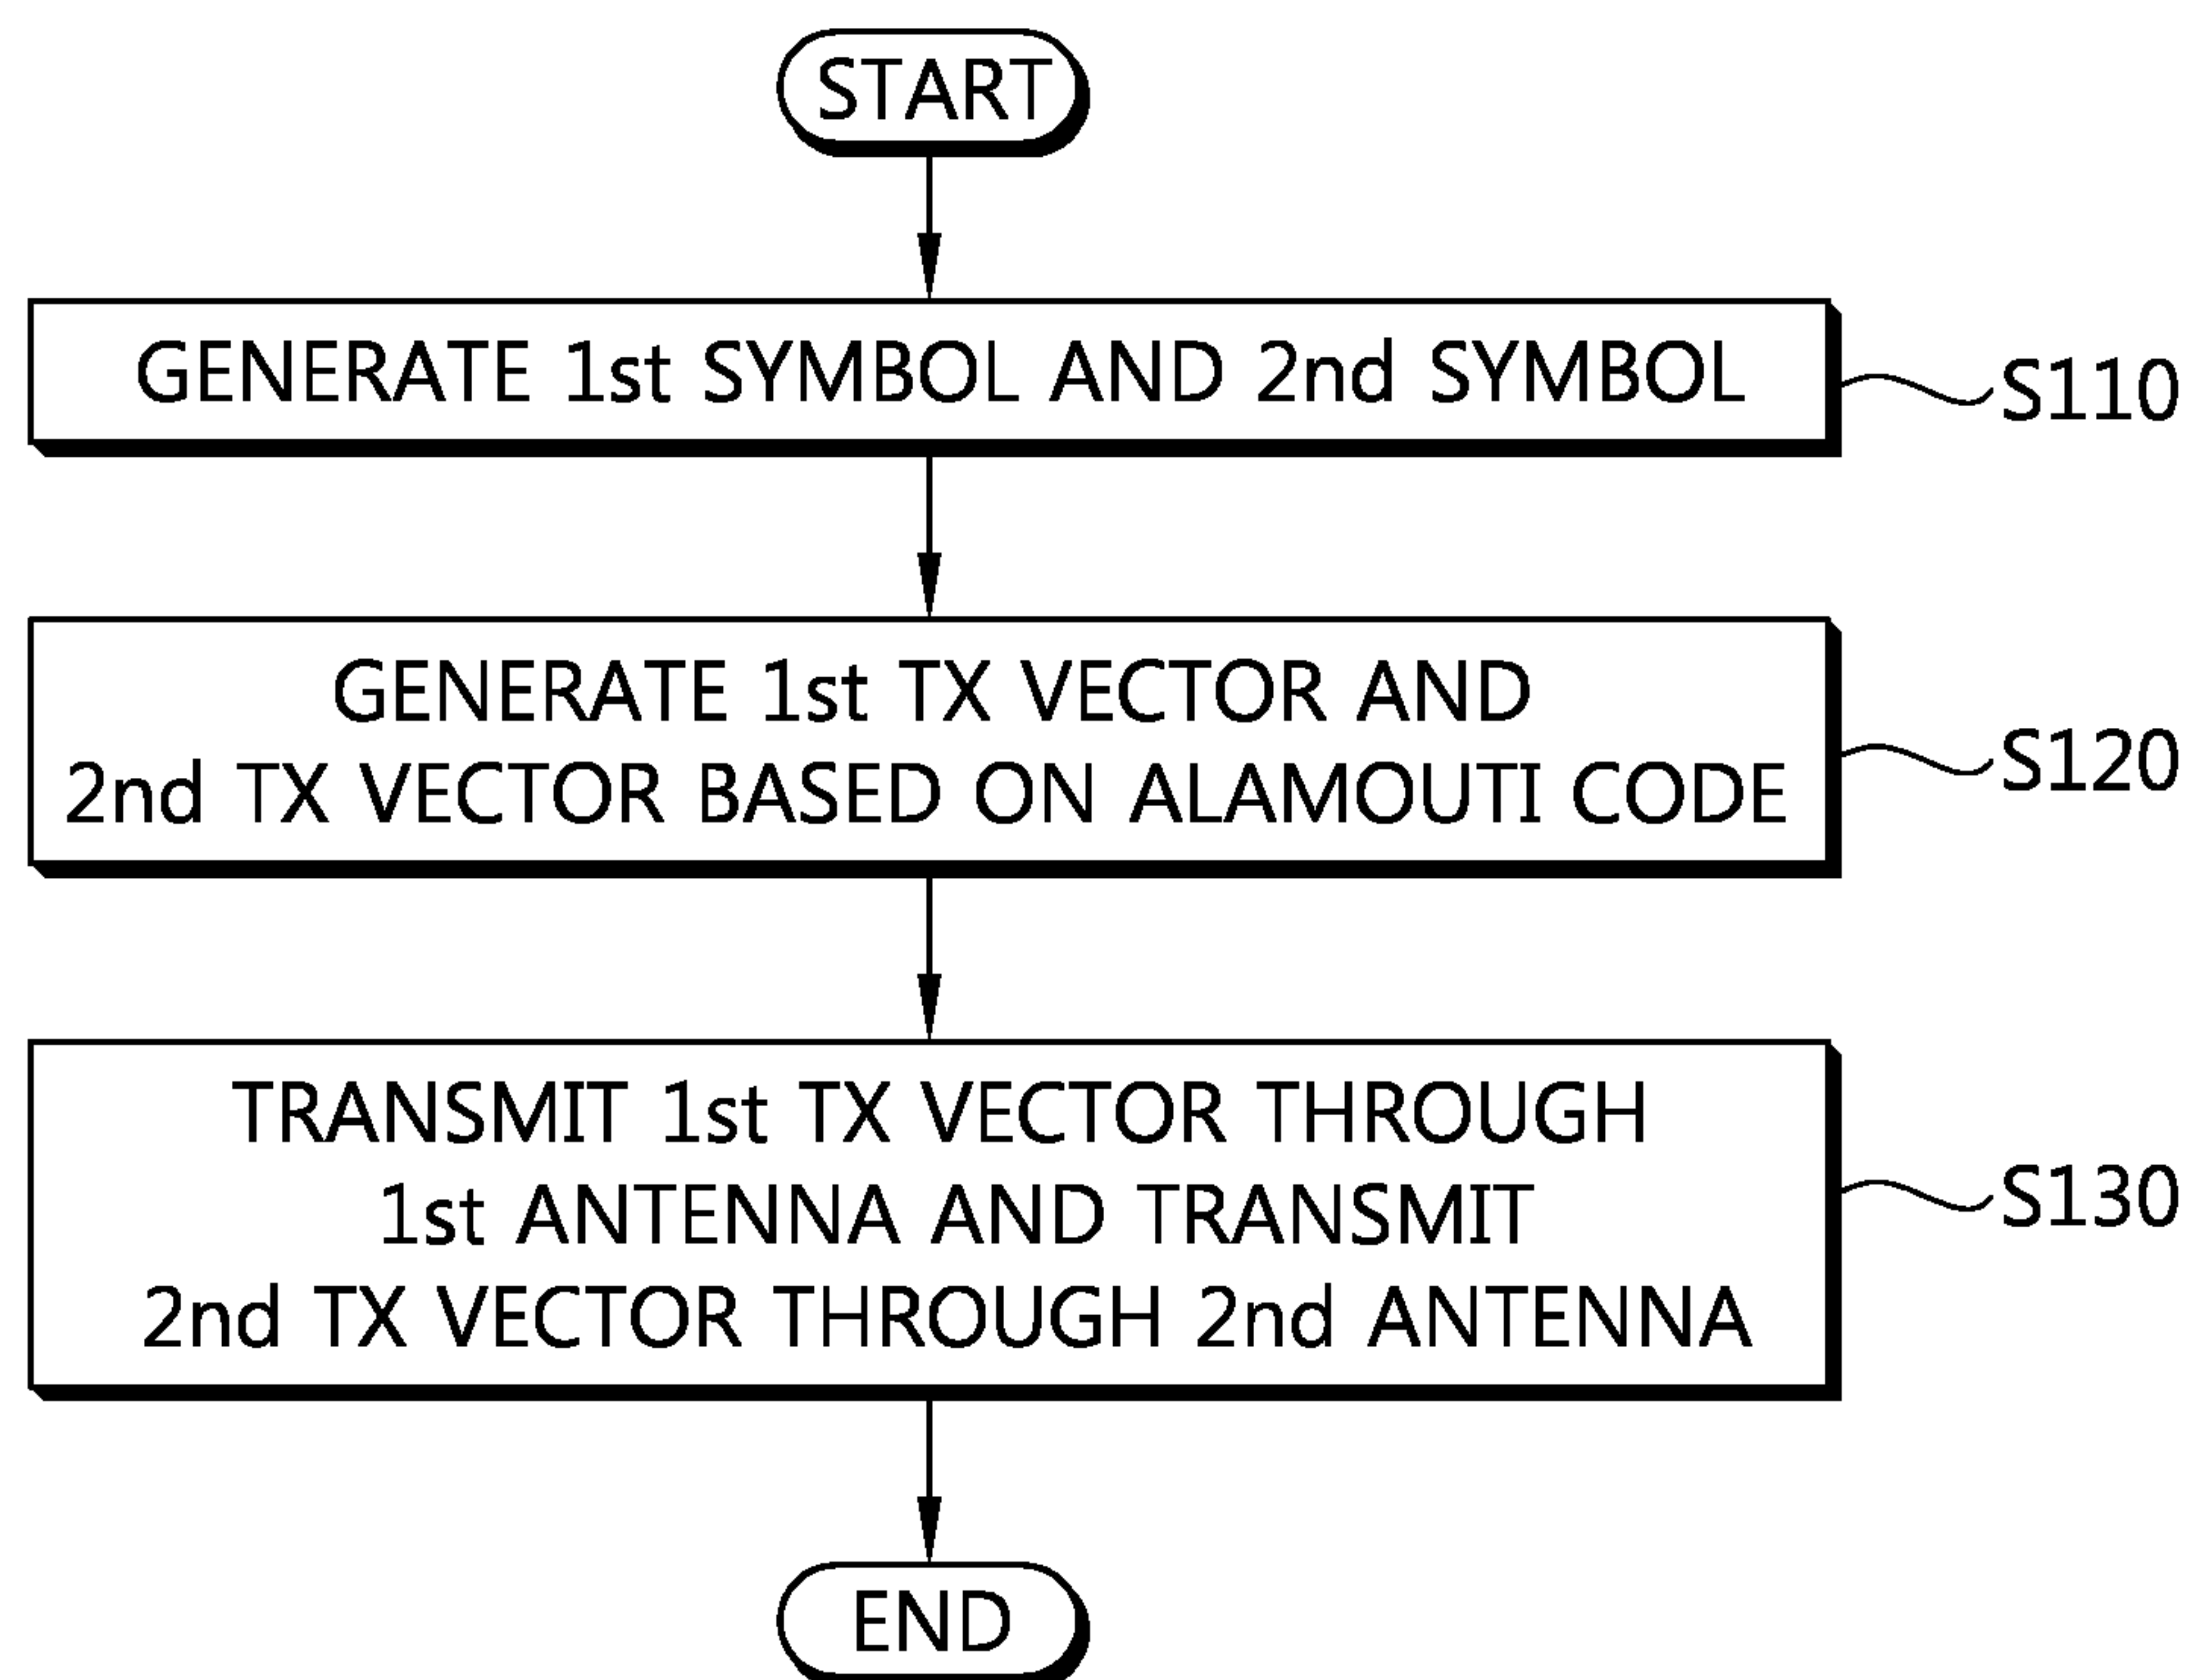 START
GENERATE 1st SYMBOL AND 2nd SYMBOL
S110
GENERATE 1st TX VECTOR AND
2nd TX VECTOR BASED ON ALAMOUTI CODE
S120
TRANSMIT 1st TX VECTOR THROUGH
1st ANTENNA AND TRANSMIT
2nd TX VECTOR THROUGH 2nd ANTENNA
S130
END